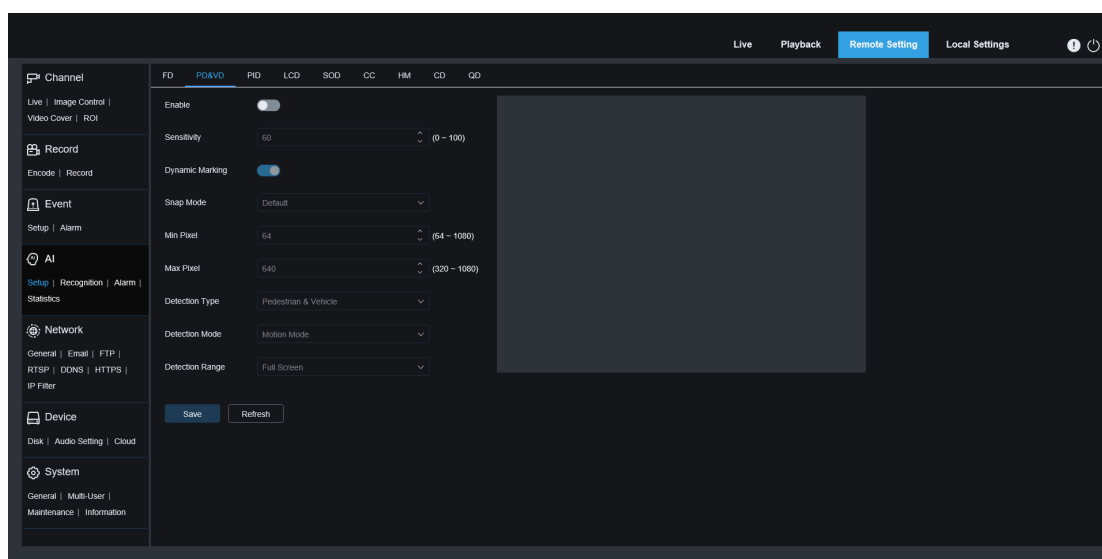 Live Playback Remote Setting Local Settings
Channel
Live | Image Control |
Video Cover | ROI
Record
Encode | Record
Event
Setup | Alarm
AI
Setup | Recognition | Alarm |
Statistics
Network
General | Email | FTP |
RTSP | DDNS | HTTPS |
IP Filter
Device
Disk | Audio Setting | Cloud
System
General | Multi-User |
Maintenance | Information
FD PD&VD PID LCD SOD CC HM CD QD
Enable
Sensitivity 60 (0 ~ 100)
Dynamic Marking
Snap Mode Default
Min Pixel 64 (64 ~ 1080)
Max Pixel 640 (320 ~ 1080)
Detection Type Pedestrian & Vehicle
Detection Mode Motion Mode
Detection Range Full Screen
Save Refresh